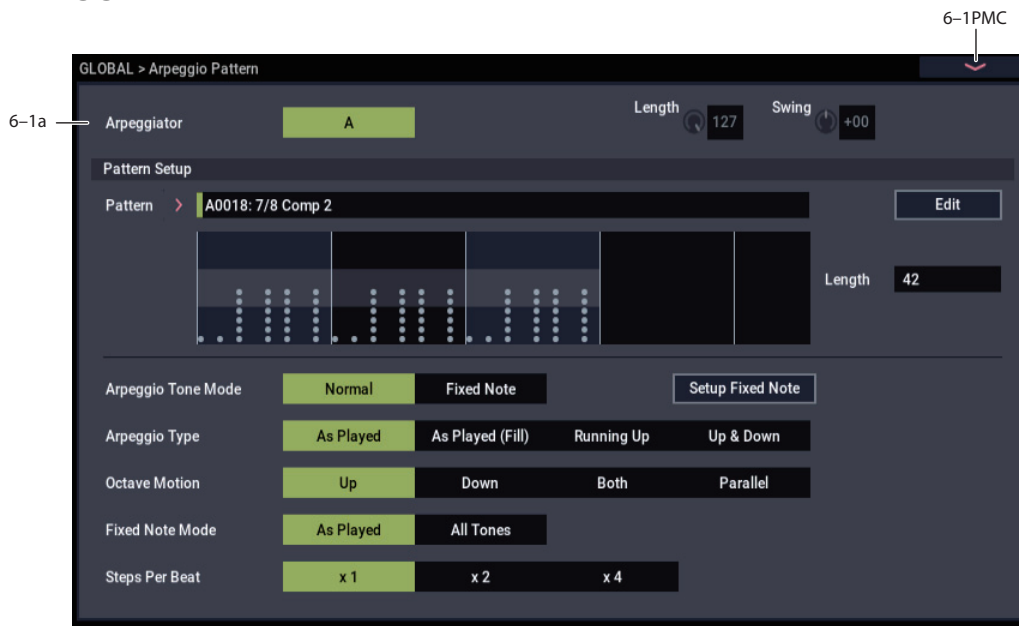 6–1PMC
GLOBAL > Arpeggio Pattern
6–1a
Arpeggiator A Length 127 Swing +00
Pattern Setup
Pattern > A0018: 7/8 Comp 2 Edit
Length 42
Arpeggio Tone Mode Normal Fixed Note Setup Fixed Note
Arpeggio Type As Played As Played (Fill) Running Up Up & Down
Octave Motion Up Down Both Parallel
Fixed Note Mode As Played All Tones
Steps Per Beat x 1 x 2 x 4